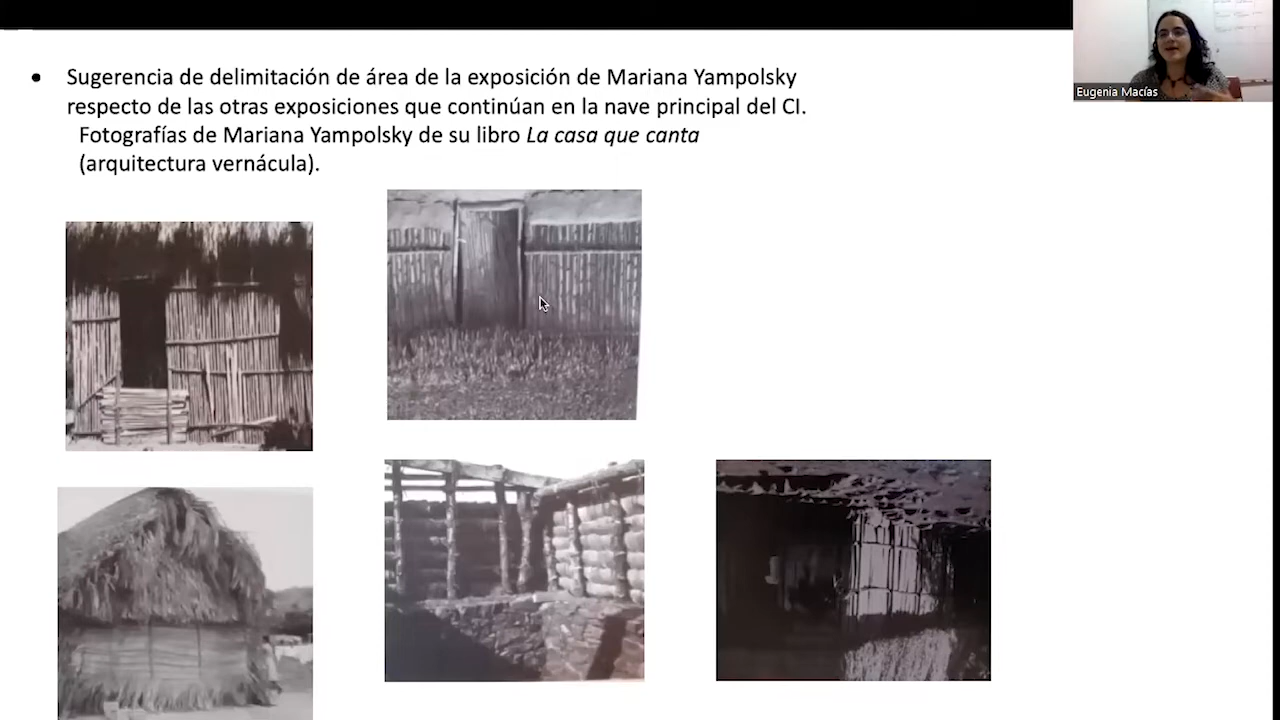 • Sugerencia de delimitación de área de la exposición de Mariana Yampolsky
respecto de las otras exposiciones que continúan en la nave principal del CI.
Fotografías de Mariana Yampolsky de su libro La casa que canta
(arquitectura vernácula).
Eugenia Macías